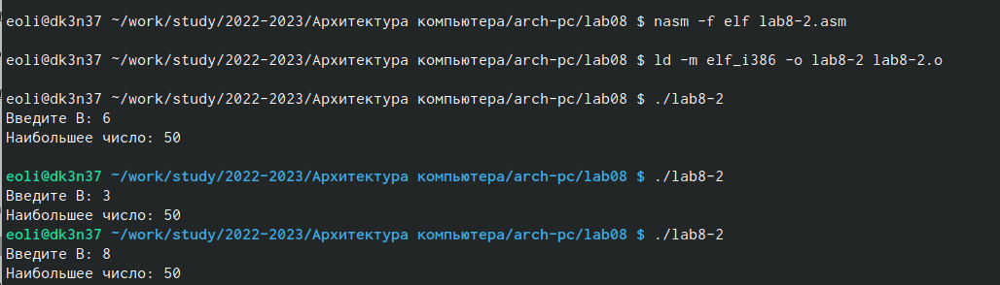 eoli@dk3n37 ~/work/study/2022-2023/Архитектура компьютера/arch-pc/lab08 $ nasm -f elf lab8-2.asm
eoli@dk3n37 ~/work/study/2022-2023/Архитектура компьютера/arch-pc/lab08 $ ld -m elf_i386 -o lab8-2 lab8-2.o
eoli@dk3n37 ~/work/study/2022-2023/Архитектура компьютера/arch-pc/lab08 $ ./lab8-2
Введите B: 6
Наибольшее число: 50
eoli@dk3n37 ~/work/study/2022-2023/Архитектура компьютера/arch-pc/lab08 $ ./lab8-2
Введите B: 3
Наибольшее число: 50
eoli@dk3n37 ~/work/study/2022-2023/Архитектура компьютера/arch-pc/lab08 $ ./lab8-2
Введите B: 8
Наибольшее число: 50